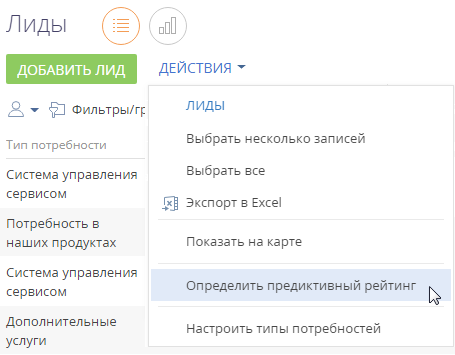 Лиды
ДОБАВИТЬ ЛИД
ДЕЙСТВИЯ
Фильтры/гр
Тип потребности
Система управления
сервисом
Потребность в
наших продуктах
Система управления
сервисом
Дополнительные
услуги
ЛИДЫ
Выбрать несколько записей
Выбрать все
Экспорт в Excel
Показать на карте
Определить предиктивный рейтинг
Настроить типы потребностей